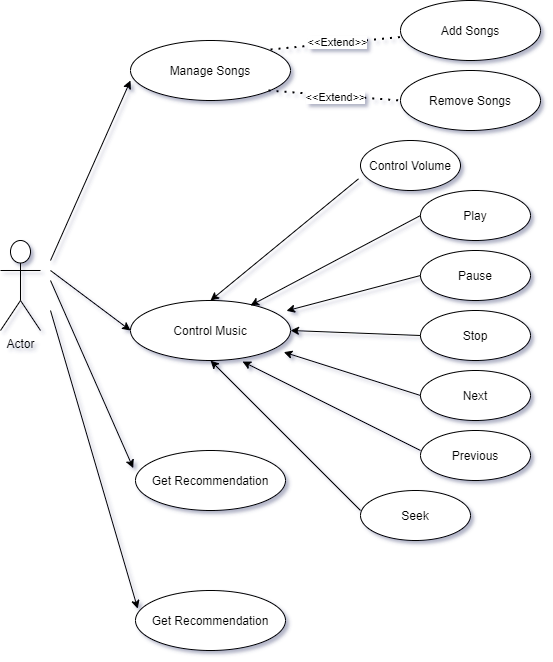 Add Songs
<<Extend>>
Manage Songs
<<Extend>>
Remove Songs
Control Volume
Play
Pause
Actor
Control Music
Stop
Next
Previous
Get Recommendation
Seek
Get Recommendation